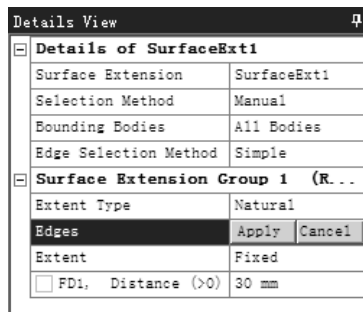 Details View
Details of SurfaceExt1
Surface Extension SurfaceExt1
Selection Method Manual
Bounding Bodies All Bodies
Edge Selection Method Simple
Surface Extension Group 1 (R...
Extent Type Natural
Edges Apply Cancel
Extent Fixed
FD1, Distance (>0) 30 mm